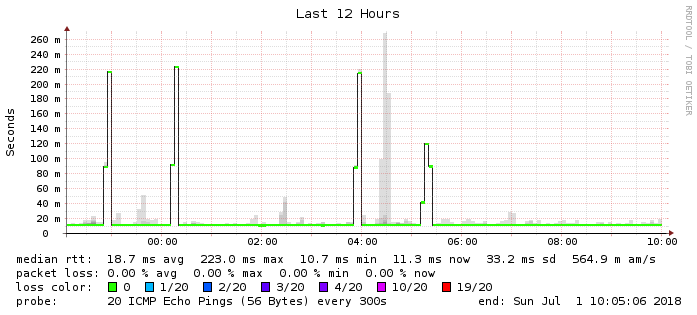 Last 12 Hours
RRDTOOL / TOBI OETIKER
Seconds
260 m
240 m
220 m
200 m
180 m
160 m
140 m
120 m
100 m
80 m
60 m
40 m
20 m
0
00:00 02:00 04:00 06:00 08:00 10:00
median rtt: 18.7 ms avg 223.0 ms max 10.7 ms min 11.3 ms now 33.2 ms sd 564.9 m am/s
packet loss: 0.00 % avg 0.00 % max 0.00 % min 0.00 % now
loss color: 0 1/20 2/20 3/20 4/20 10/20 19/20
probe: 20 ICMP Echo Pings (56 Bytes) every 300s end: Sun Jul 1 10:05:06 2018